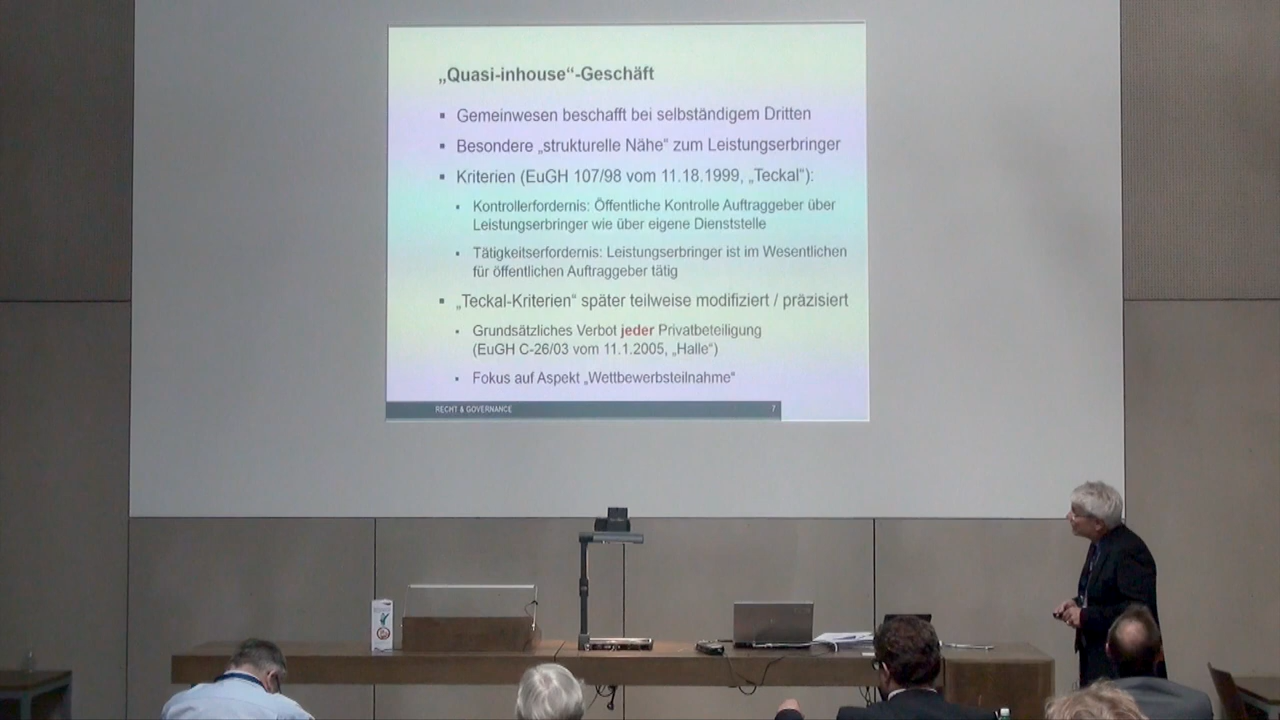 „Quasi-inhouse“-Geschäft
▪ Gemeinwesen beschafft bei selbständigem Dritten
▪ Besondere „strukturelle Nähe“ zum Leistungserbringer
▪ Kriterien (EuGH 107/98 vom 11.18.1999, „Teckal“):
▪ Kontrollerfordernis: Öffentliche Kontrolle Auftraggeber über
Leistungserbringer wie über eigene Dienststelle
▪ Tätigkeitserfordernis: Leistungserbringer ist im Wesentlichen
für öffentlichen Auftraggeber tätig
▪ „Teckal-Kriterien“ später teilweise modifiziert / präzisiert
▪ Grundsätzliches Verbot jeder Privatbeteiligung
(EuGH C-26/03 vom 11.1.2005, „Halle“)
▪ Fokus auf Aspekt „Wettbewerbsteilnahme“
RECHT & GOVERNANCE 7